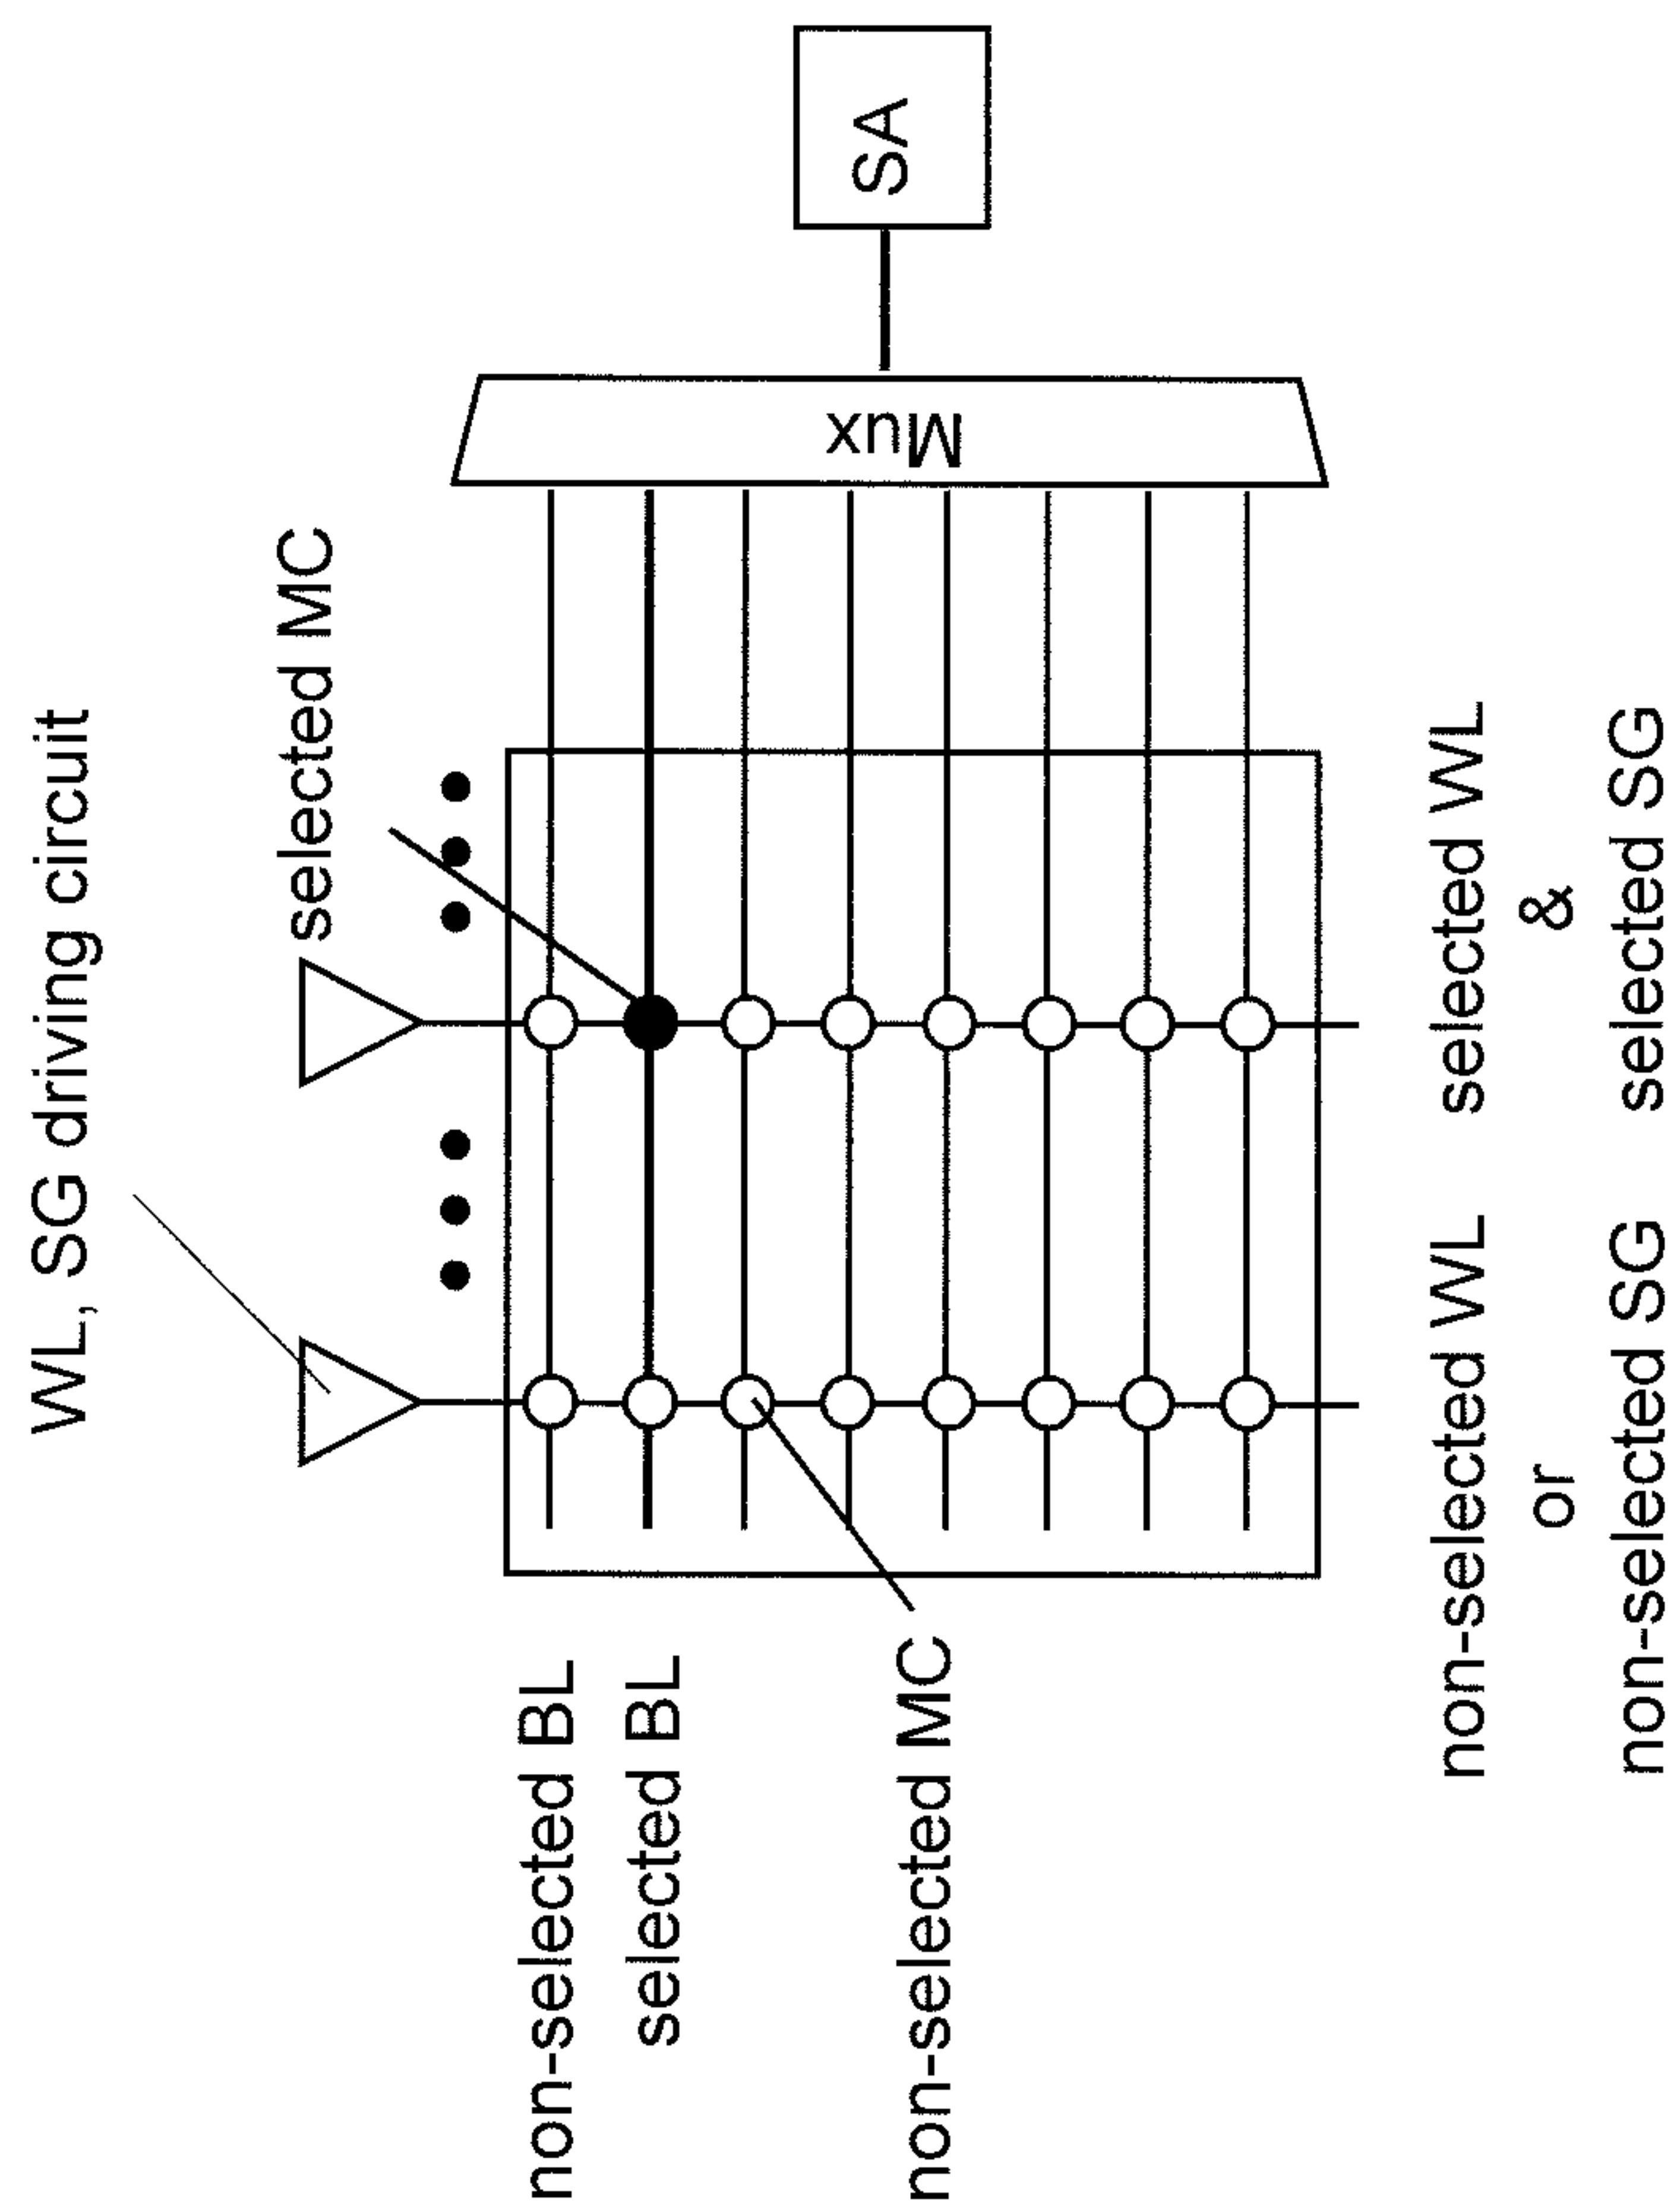 WL, SG driving circuit
selected MC
SA
Mux
non-selected BL
selected BL
non-selected MC
non-selected WL
or
non-selected SG
selected WL
&
selected SG